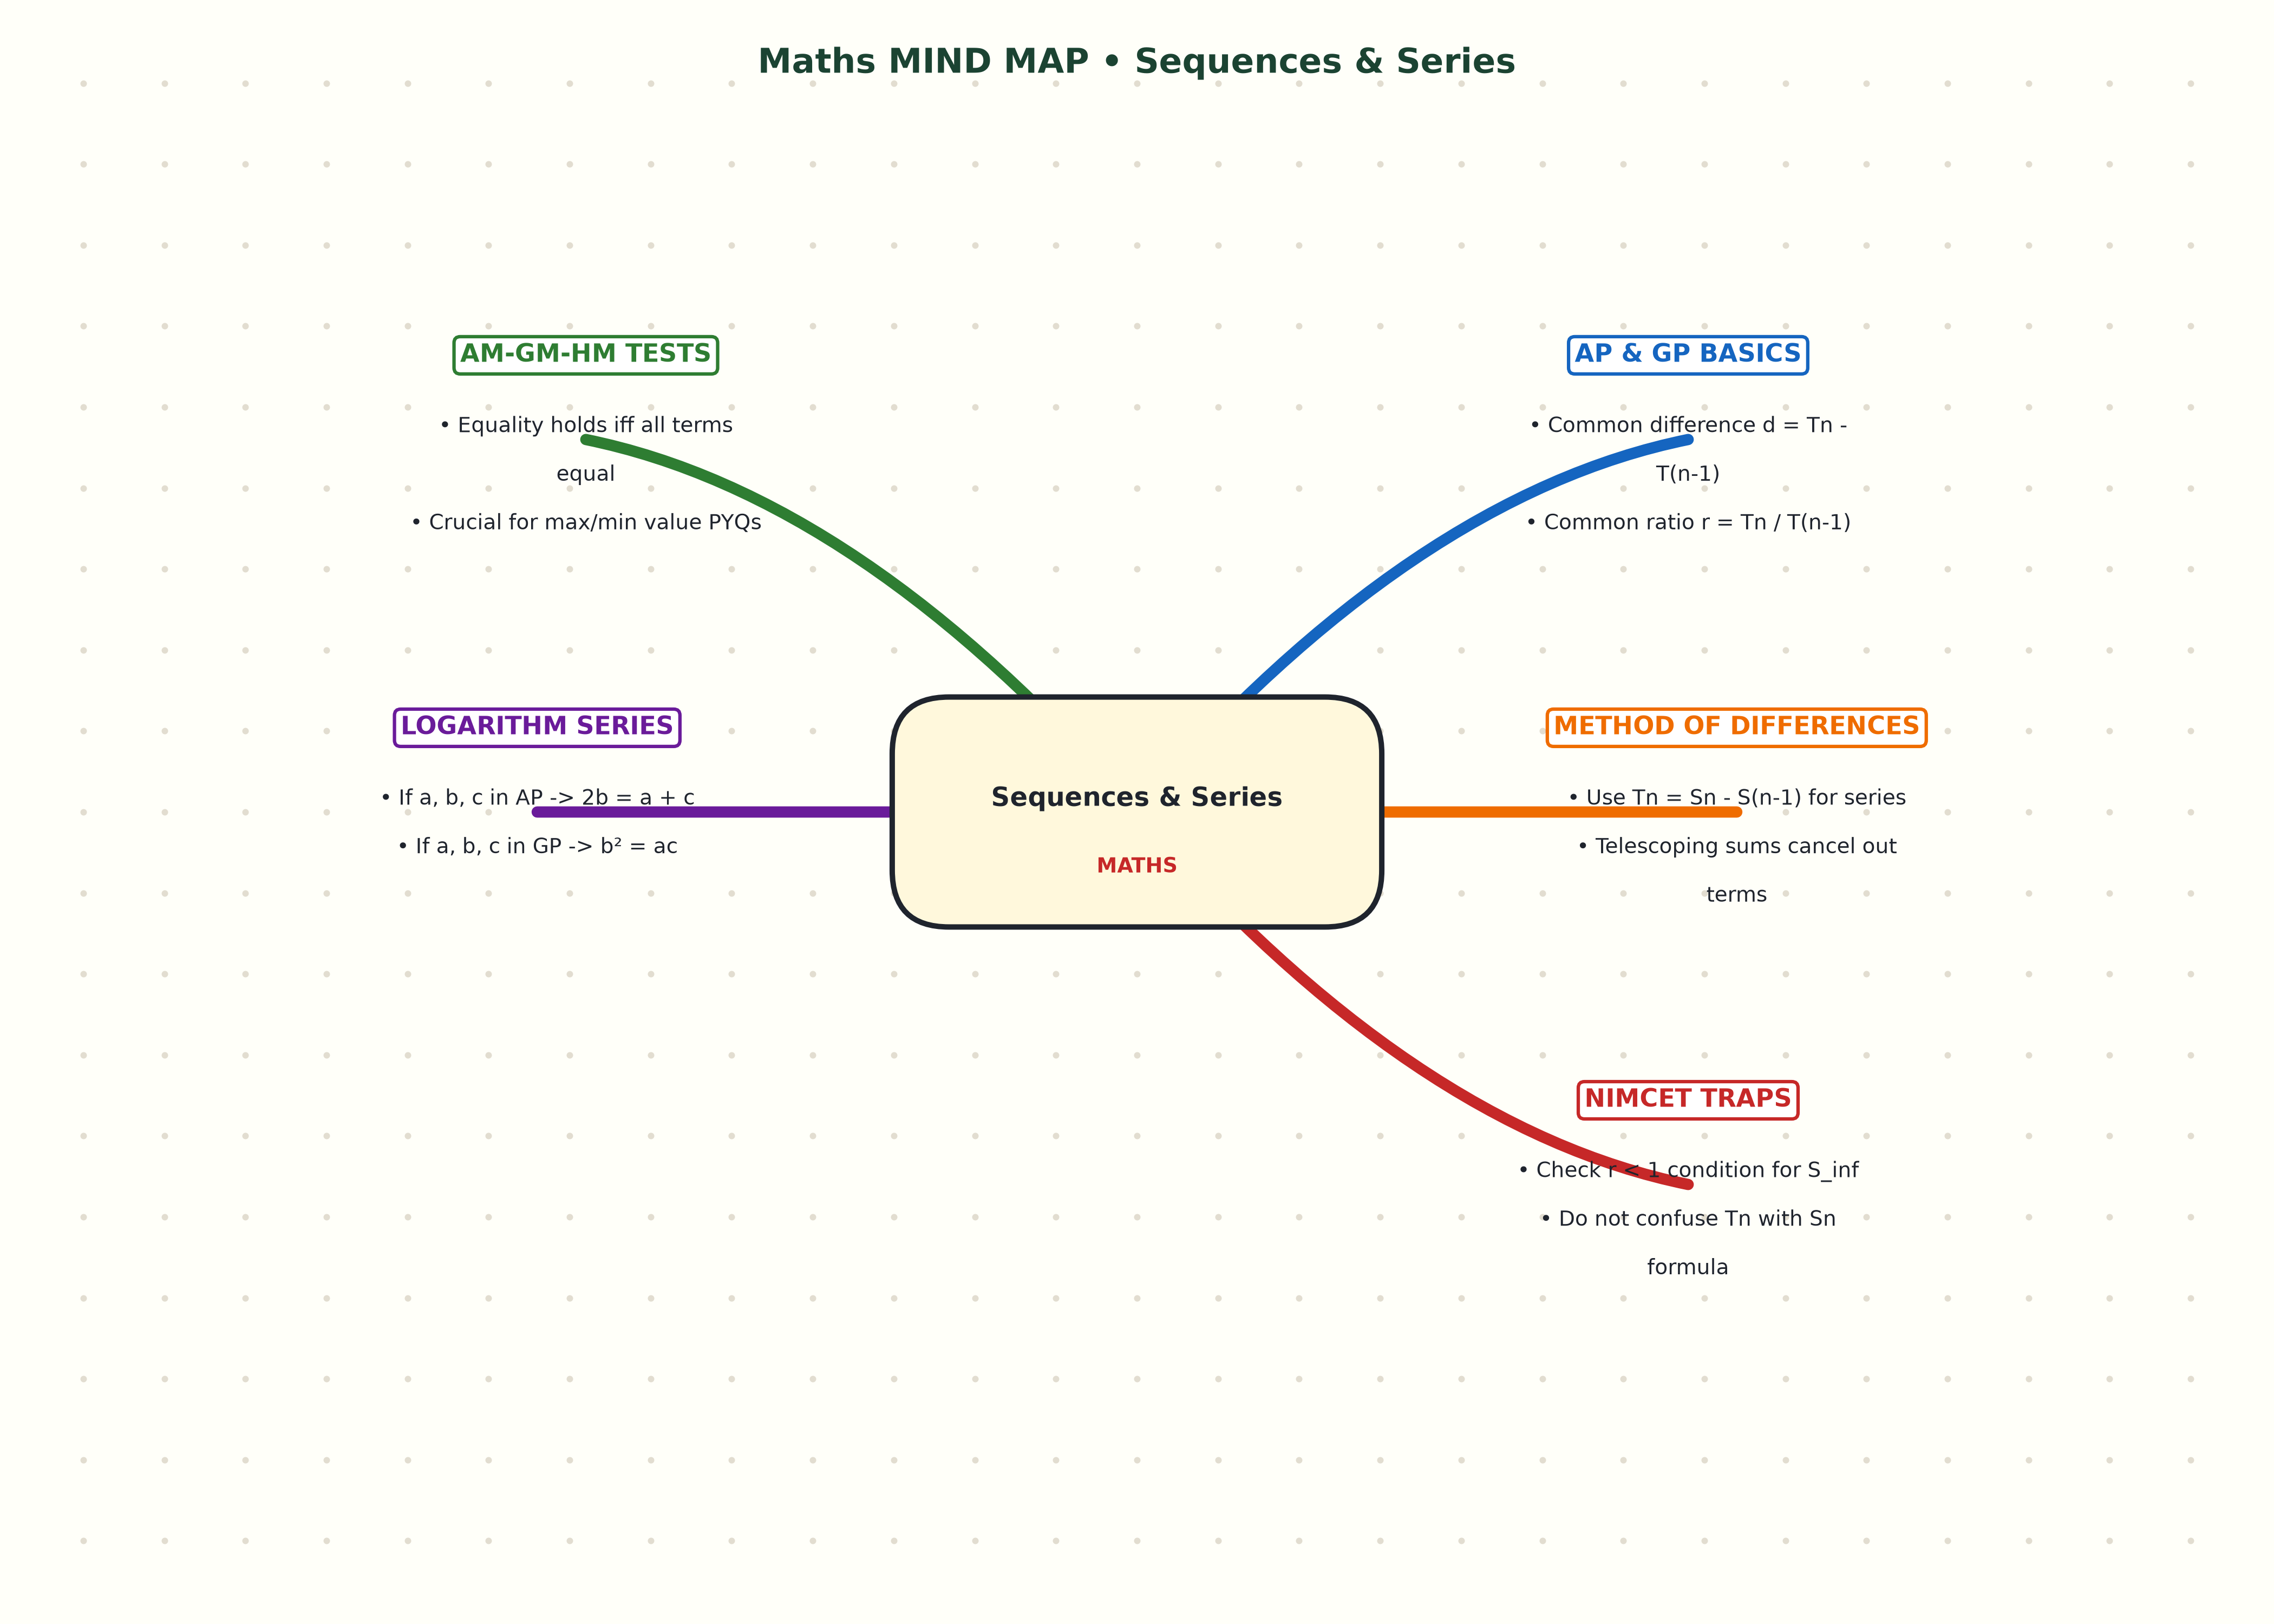 Maths MIND MAP • Sequences & Series
AM-GM-HM TESTS
• Equality holds iff all terms
equal
• Crucial for max/min value PYQs
AP & GP BASICS
• Common difference d = Tn -
T(n-1)
• Common ratio r = Tn / T(n-1)
LOGARITHM SERIES
• If a, b, c in AP -> 2b = a + c
• If a, b, c in GP -> b² = ac
Sequences & Series
MATHS
METHOD OF DIFFERENCES
• Use Tn = Sn - S(n-1) for series
• Telescoping sums cancel out
terms
NIMCET TRAPS
• Check r < 1 condition for S_inf
• Do not confuse Tn with Sn
formula